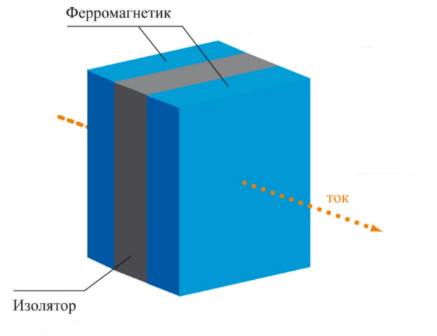 Ферромагнетик
ток
Изолятор